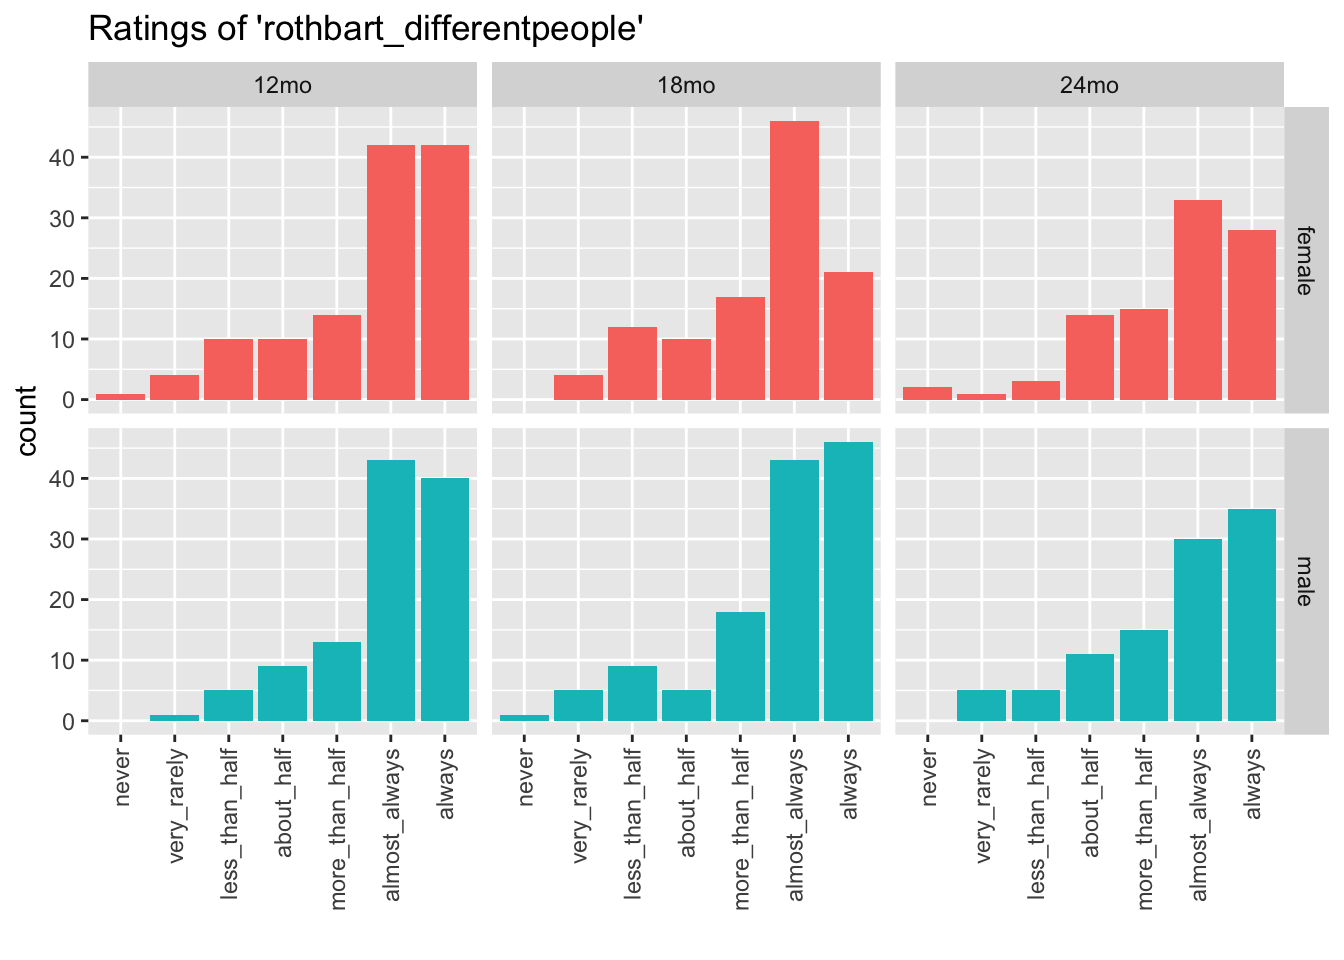 Ratings of 'rothbart_differentpeople'
12mo 18mo 24mo
40
30
20
10
0
female
count
40
30
20
10
0
male
never very_rarely less_than_half about_half more_than_half almost_always always never very_rarely less_than_half about_half more_than_half almost_always always never very_rarely less_than_half about_half more_than_half almost_always always